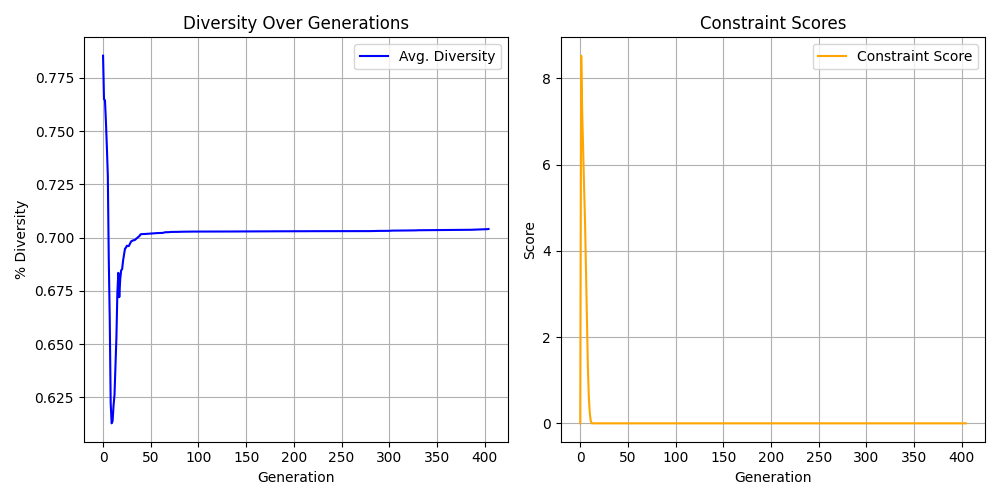 Diversity Over Generations
Avg. Diversity
% Diversity
0.775
0.750
0.725
0.700
0.675
0.650
0.625
0 50 100 150 200 250 300 350 400
Generation
Constraint Scores
Constraint Score
Score
8
6
4
2
0
0 50 100 150 200 250 300 350 400
Generation